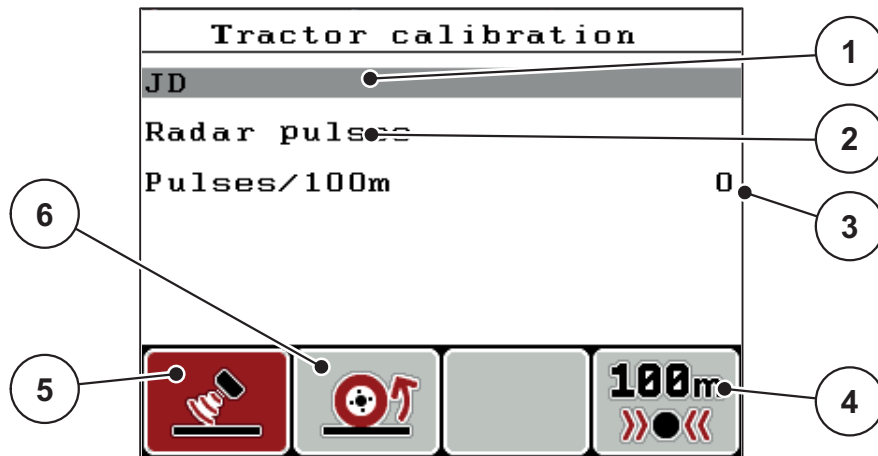 Tractor calibration
1
JD
Radar pulses
2
Pulses/100m 0
3
6
5
100m
4